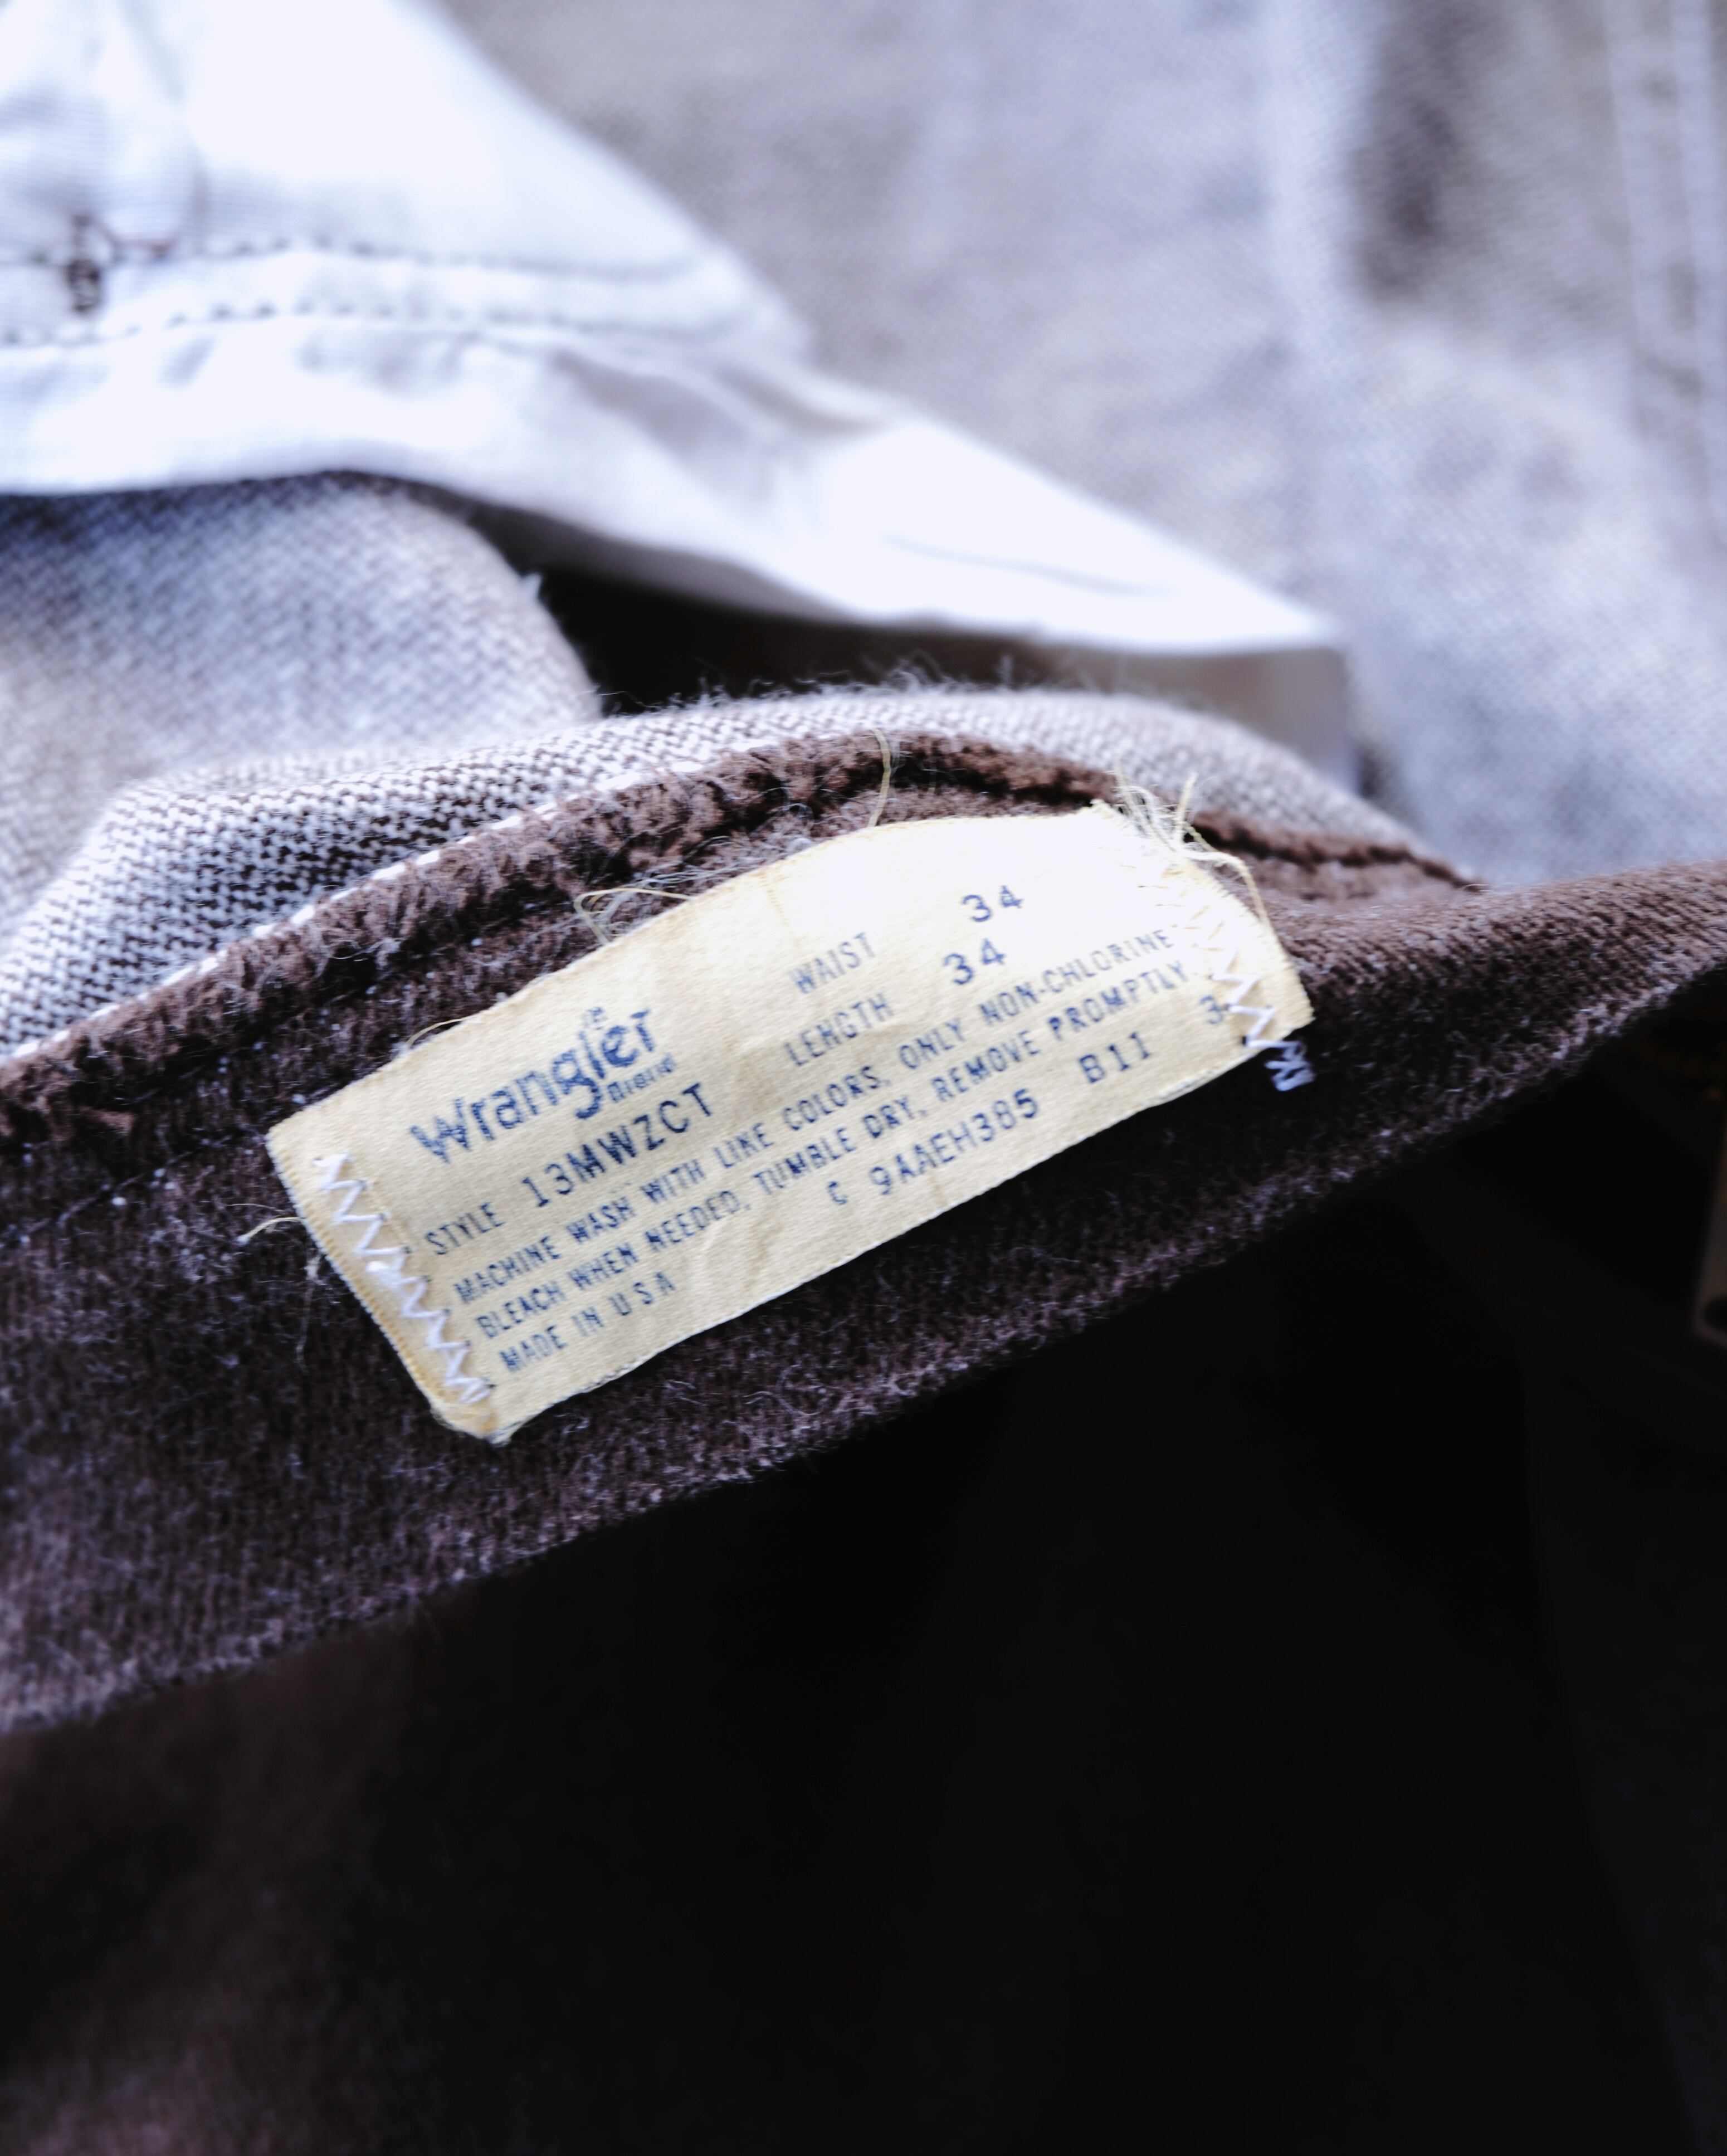 Wrangler ®
WAIST 34
LENGTH 34
STYLE 13MWZCT
MACHINE WASH WITH LIKE COLORS, ONLY NON-CHLORINE
BLEACH WHEN NEEDED, TUMBLE DRY, REMOVE PROMPTLY
MADE IN USA C 9AAEH385 B11